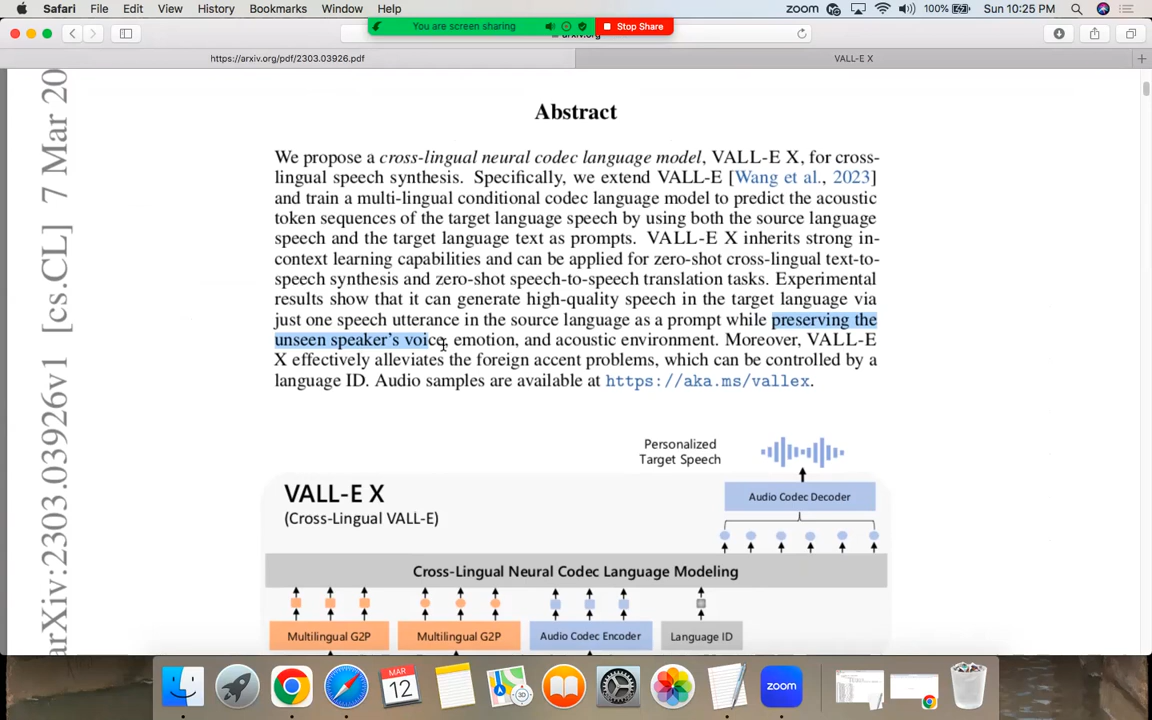 Safari File Edit View History Bookmarks Window Help zoom 100% Sun 10:25 PM
You are screen sharing Stop Share
https://arxiv.org/pdf/2303.03926.pdf VALL-E X
arXiv:2303.03926v1 [cs.CL] 7 Mar 20
Abstract
We propose a cross-lingual neural codec language model, VALL-E X, for cross-
lingual speech synthesis. Specifically, we extend VALL-E [Wang et al., 2023]
and train a multi-lingual conditional codec language model to predict the acoustic
token sequences of the target language speech by using both the source language
speech and the target language text as prompts. VALL-E X inherits strong in-
context learning capabilities and can be applied for zero-shot cross-lingual text-to-
speech synthesis and zero-shot speech-to-speech translation tasks. Experimental
results show that it can generate high-quality speech in the target language via
just one speech utterance in the source language as a prompt while preserving the
unseen speaker's voice, emotion, and acoustic environment. Moreover, VALL-E
X effectively alleviates the foreign accent problems, which can be controlled by a
language ID. Audio samples are available at https://aka.ms/vallex.
Personalized
Target Speech
VALL-E X
(Cross-Lingual VALL-E)
Audio Codec Decoder
Cross-Lingual Neural Codec Language Modeling
Multilingual G2P Multilingual G2P Audio Codec Encoder Language ID
MAR
12
zoom